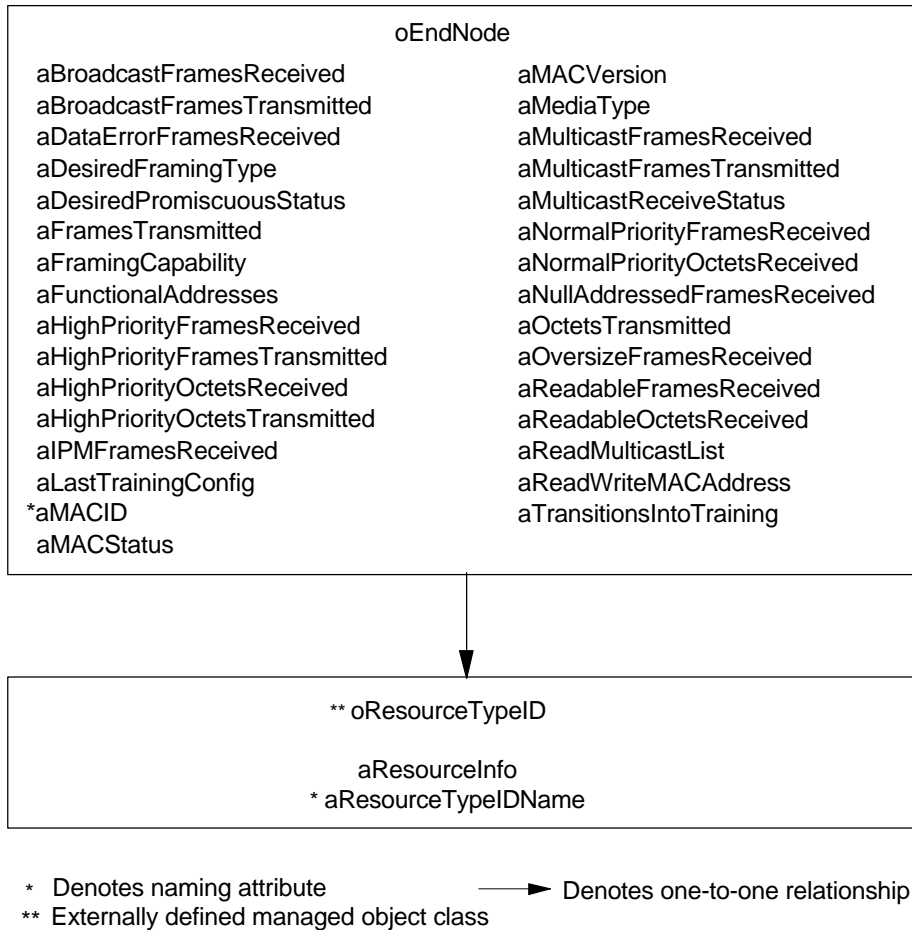 oEndNode
aBroadcastFramesReceived
aBroadcastFramesTransmitted
aDataErrorFramesReceived
aDesiredFramingType
aDesiredPromiscuousStatus
aFramesTransmitted
aFramingCapability
aFunctionalAddresses
aHighPriorityFramesReceived
aHighPriorityFramesTransmitted
aHighPriorityOctetsReceived
aHighPriorityOctetsTransmitted
aIPMFramesReceived
aLastTrainingConfig
*aMACID
aMACStatus
aMACVersion
aMediaType
aMulticastFramesReceived
aMulticastFramesTransmitted
aMulticastReceiveStatus
aNormalPriorityFramesReceived
aNormalPriorityOctetsReceived
aNullAddressedFramesReceived
aOctetsTransmitted
aOversizeFramesReceived
aReadableFramesReceived
aReadableOctetsReceived
aReadMulticastList
aReadWriteMACAddress
aTransitionsIntoTraining
** oResourceTypeID
aResourceInfo
* aResourceTypeIDName
* Denotes naming attribute
** Externally defined managed object class
Denotes one-to-one relationship